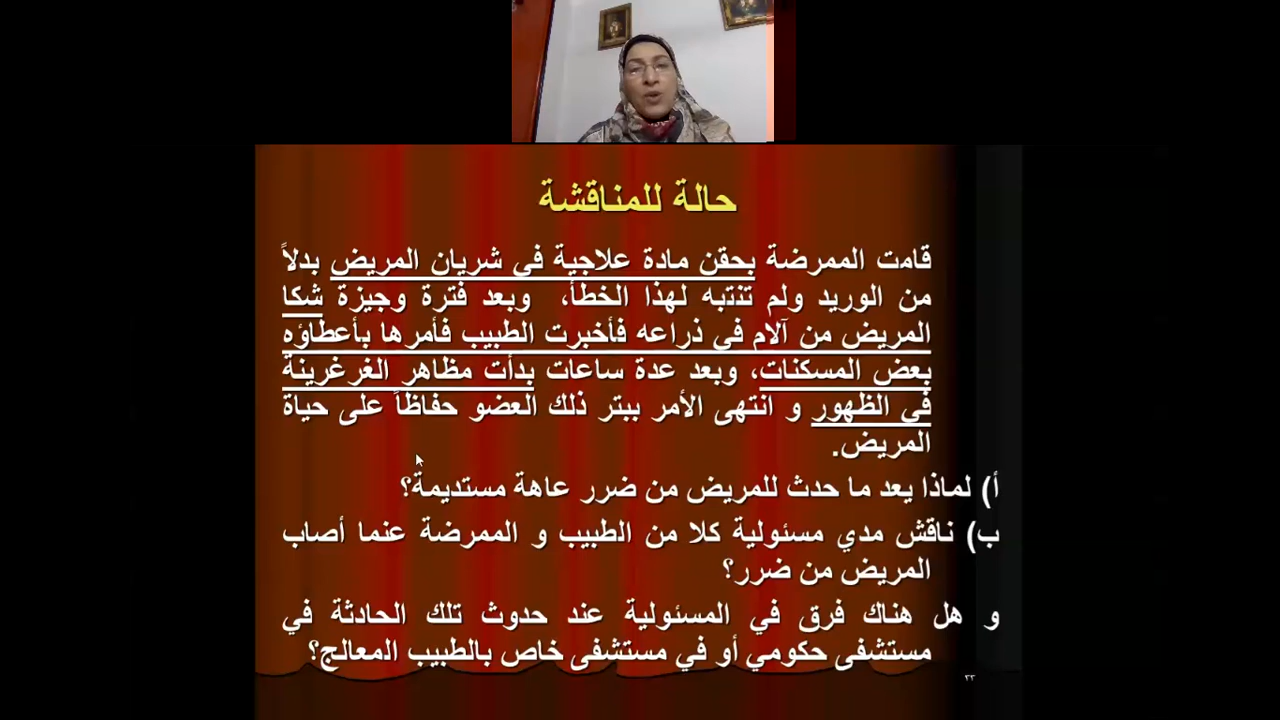 حالة للمناقشة
قامت الممرضة بحقن مادة علاجية في شريان المريض بدلاً
من الوريد ولم تنتبه لهذا الخطأ، وبعد فترة وجيزة شكا
المريض من آلام في ذراعه فأخبرت الطبيب فأمرها بأعطاؤه
بعض المسكنات، وبعد عدة ساعات بدأت مظاهر الغرغرينة
في الظهور و انتهى الأمر ببتر ذلك العضو حفاظاً على حياة
المريض.
أ) لماذا يعد ما حدث للمريض من ضرر عاهة مستديمة؟
ب) ناقش مدي مسئولية كلا من الطبيب و الممرضة عنما أصاب
المريض من ضرر؟
و هل هناك فرق في المسئولية عند حدوث تلك الحادثة في
مستشفى حكومي أو في مستشفى خاص بالطبيب المعالج؟
٣٣